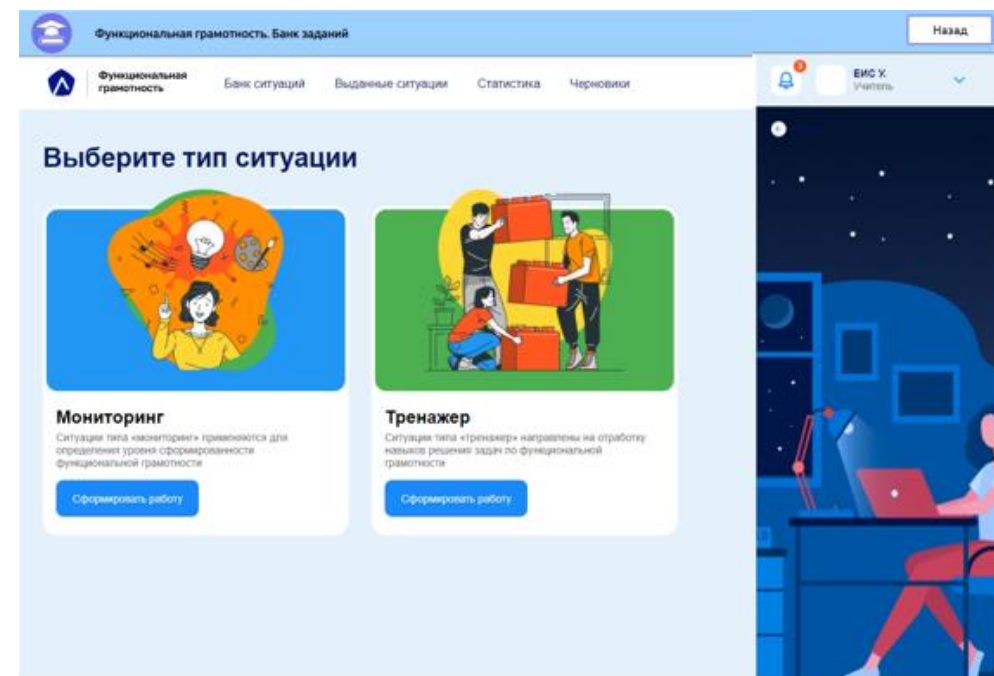 Функциональная грамотность. Банк заданий
Назад
Функциональная
грамотность
Банк ситуаций
Выданные ситуации
Статистика
Черновики
3
БИС У.
Учитель
Выберите тип ситуации
Мониторинг
Ситуации типа «мониторинг» применяются для
определения уровня сформированности
функциональной грамотности
Сформировать работу
Тренажер
Ситуации типа «тренажер» направлены на отработку
навыков решения задач по функциональной
грамотности
Сформировать работу